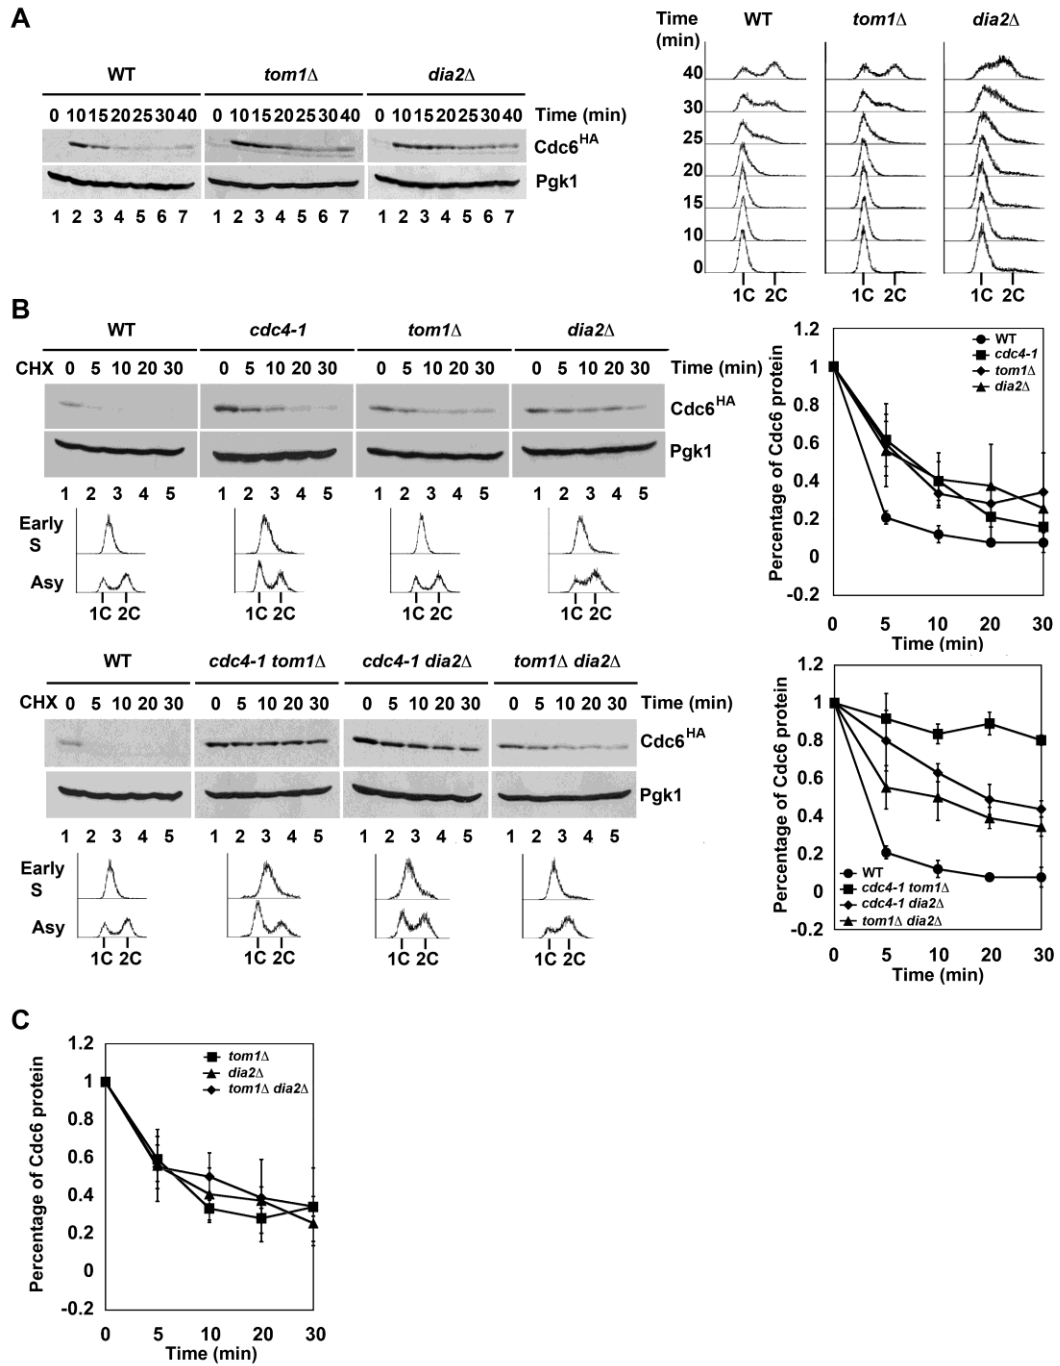 A
WT tom1Δ dia2Δ
0 10 15 20 25 30 40 0 10 15 20 25 30 40 0 10 15 20 25 30 40 Time (min)
Cdc6HA
Pgk1
1 2 3 4 5 6 7 1 2 3 4 5 6 7 1 2 3 4 5 6 7
Time (min) WT tom1Δ dia2Δ
40
30
25
20
15
10
0
1C 2C 1C 2C 1C 2C
B
WT cdc4-1 tom1Δ dia2Δ
CHX 0 5 10 20 30 0 5 10 20 30 0 5 10 20 30 0 5 10 20 30 Time (min)
Cdc6HA
Pgk1
1 2 3 4 5 1 2 3 4 5 1 2 3 4 5 1 2 3 4 5
Early S
Asy
1C 2C 1C 2C 1C 2C 1C 2C
Percentage of Cdc6 protein
1.2
1
0.8
0.6
0.4
0.2
0
-0.2
WT
cdc4-1
tom1Δ
dia2Δ
0 5 10 20 30
Time (min)
WT cdc4-1 tom1Δ cdc4-1 dia2Δ tom1Δ dia2Δ
CHX 0 5 10 20 30 0 5 10 20 30 0 5 10 20 30 0 5 10 20 30 Time (min)
Cdc6HA
Pgk1
1 2 3 4 5 1 2 3 4 5 1 2 3 4 5 1 2 3 4 5
Early S
Asy
1C 2C 1C 2C 1C 2C 1C 2C
Percentage of Cdc6 protein
1
0.8
0.6
0.4
0.2
0
-0.2
WT
cdc4-1 tom1Δ
cdc4-1 dia2Δ
tom1Δ dia2Δ
0 5 10 20 30
Time (min)
C
Percentage of Cdc6 protein
1.2
1
0.8
0.6
0.4
0.2
0
-0.2
tom1Δ
dia2Δ
tom1Δ dia2Δ
0 5 10 20 30
Time (min)